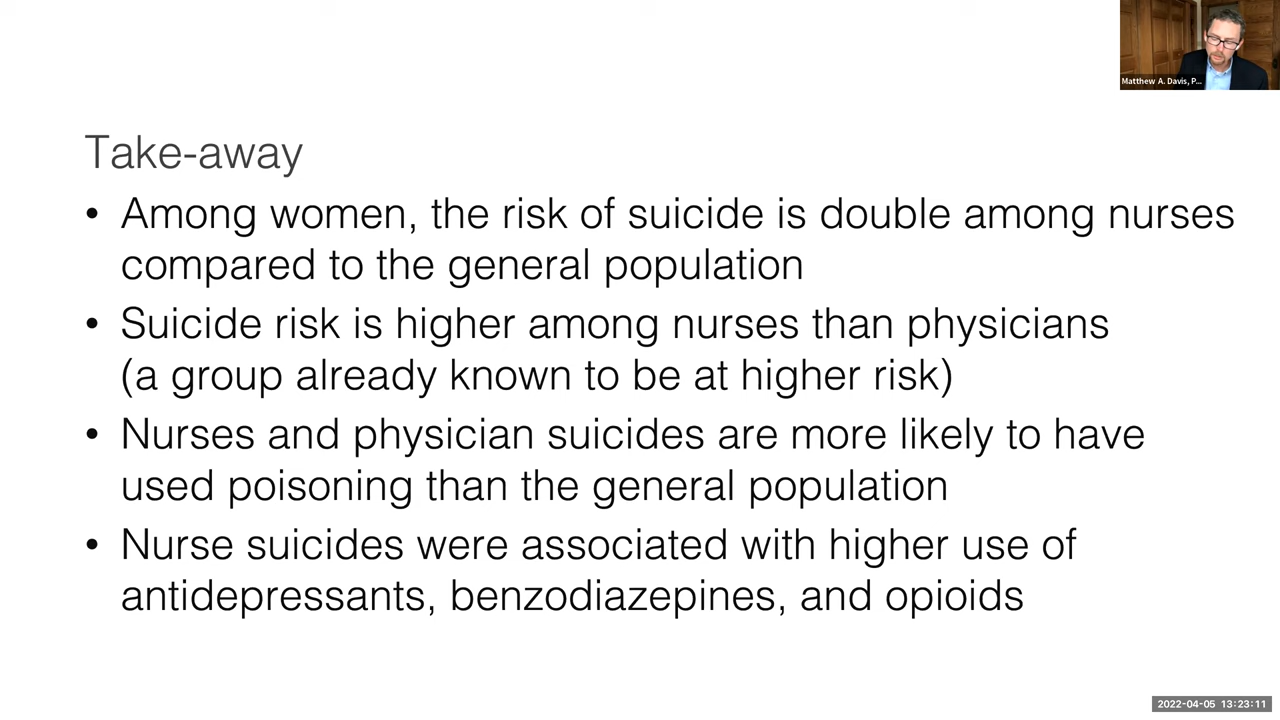 Matthew A. Davis, P...
Take-away
• Among women, the risk of suicide is double among nurses
compared to the general population
• Suicide risk is higher among nurses than physicians
(a group already known to be at higher risk)
• Nurses and physician suicides are more likely to have
used poisoning than the general population
• Nurse suicides were associated with higher use of
antidepressants, benzodiazepines, and opioids
2022-04-05 13:23:11